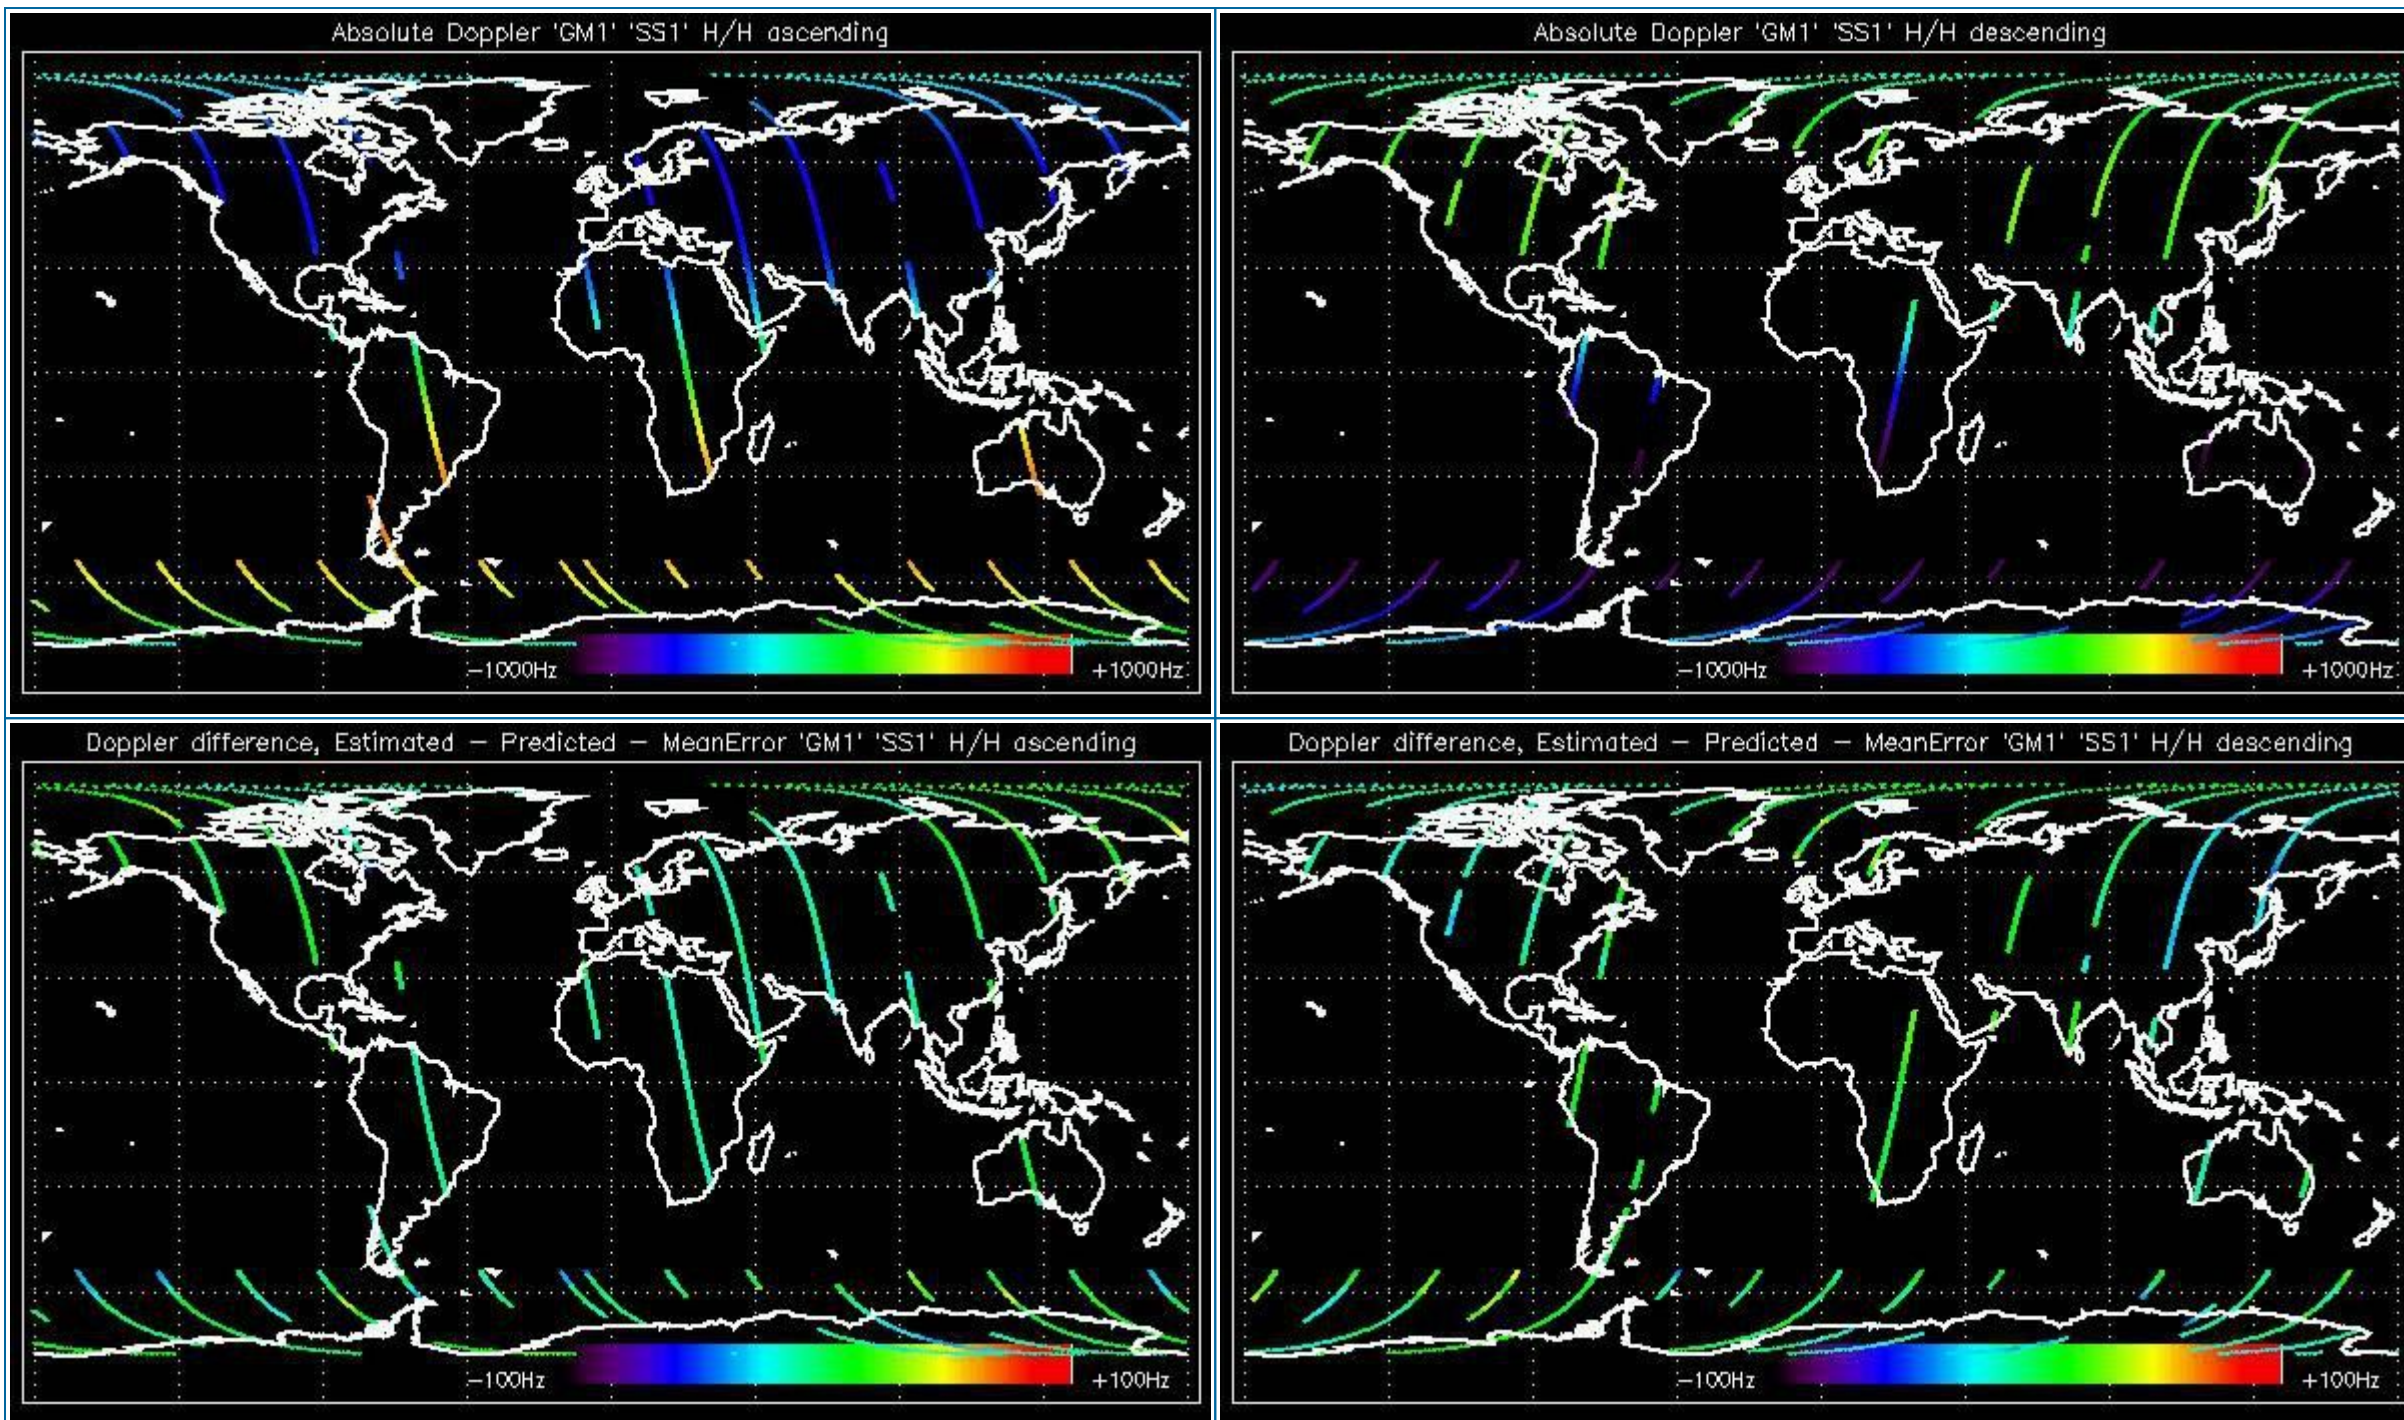 Absolute Doppler 'GM1' 'SS1' H/H ascending
-1000Hz
+1000Hz
Absolute Doppler 'GM1' 'SS1' H/H descending
-1000Hz
+1000Hz
Doppler difference, Estimated - Predicted - MeanError 'GM1' 'SS1' H/H ascending
-100Hz
+100Hz
Doppler difference, Estimated - Predicted - MeanError 'GM1' 'SS1' H/H descending
-100Hz
+100Hz